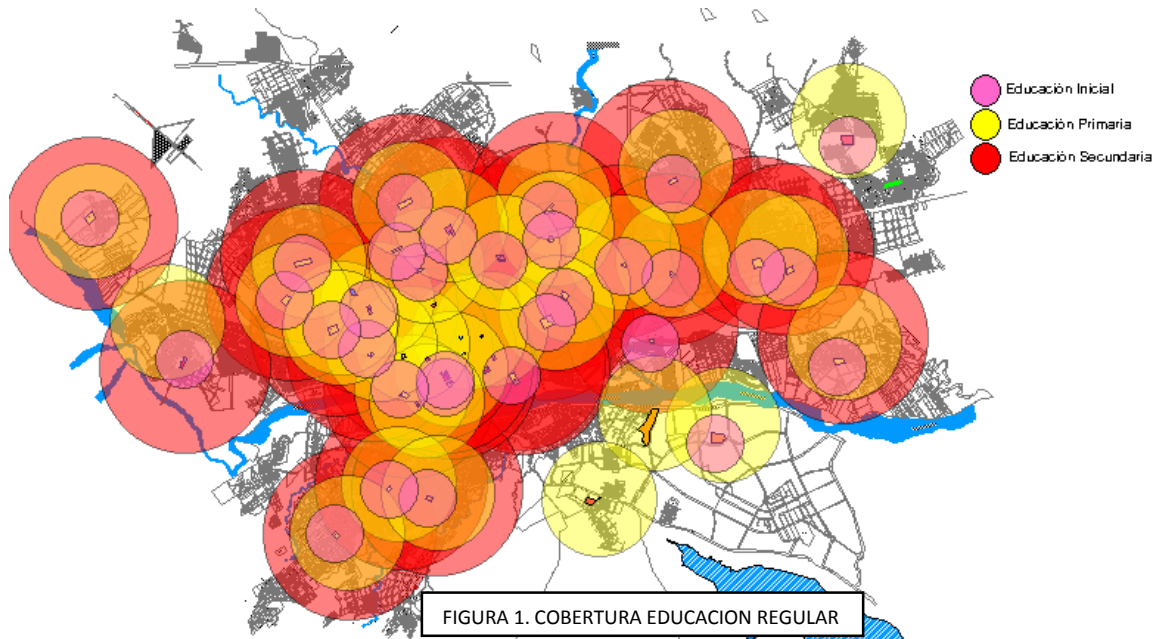 Educación Inicial
Educación Primaria
Educación Secundaria
FIGURA 1. COBERTURA EDUCACION REGULAR